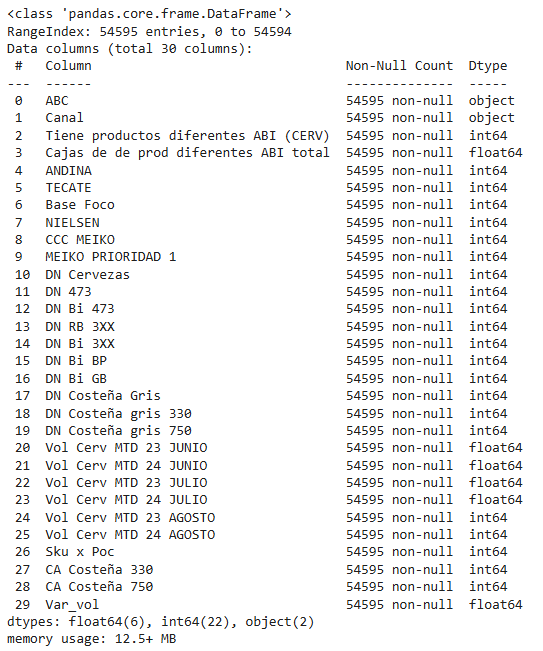 <class 'pandas.core.frame.DataFrame'>
RangeIndex: 54595 entries, 0 to 54594
Data columns (total 30 columns):
 #   Column                                Non-Null Count  Dtype
---  ------                                --------------  -----
 0   ABC                                   54595 non-null  object
 1   Canal                                 54595 non-null  object
 2   Tiene productos diferentes ABI (CERV)  54595 non-null  int64
 3   Cajas de de prod diferentes ABI total  54595 non-null  float64
 4   ANDINA                                54595 non-null  int64
 5   TECATE                                54595 non-null  int64
 6   Base Foco                             54595 non-null  int64
 7   NIELSEN                               54595 non-null  int64
 8   CCC MEIKO                             54595 non-null  int64
 9   MEIKO PRIORIDAD 1                     54595 non-null  int64
 10  DN Cervezas                           54595 non-null  int64
 11  DN 473                                54595 non-null  int64
 12  DN Bi 473                             54595 non-null  int64
 13  DN RB 3XX                             54595 non-null  int64
 14  DN Bi 3XX                             54595 non-null  int64
 15  DN Bi BP                              54595 non-null  int64
 16  DN Bi GB                              54595 non-null  int64
 17  DN Costeña Gris                       54595 non-null  int64
 18  DN Costeña gris 330                   54595 non-null  int64
 19  DN Costeña gris 750                   54595 non-null  int64
 20  Vol Cerv MTD 23 JUNIO                 54595 non-null  float64
 21  Vol Cerv MTD 24 JUNIO                 54595 non-null  float64
 22  Vol Cerv MTD 23 JULIO                 54595 non-null  float64
 23  Vol Cerv MTD 24 JULIO                 54595 non-null  float64
 24  Vol Cerv MTD 23 AGOSTO                54595 non-null  int64
 25  Vol Cerv MTD 24 AGOSTO                54595 non-null  int64
 26  Sku x Poc                             54595 non-null  int64
 27  CA Costeña 330                        54595 non-null  int64
 28  CA Costeña 750                        54595 non-null  int64
 29  Var_vol                               54595 non-null  float64
dtypes: float64(6), int64(22), object(2)
memory usage: 12.5+ MB